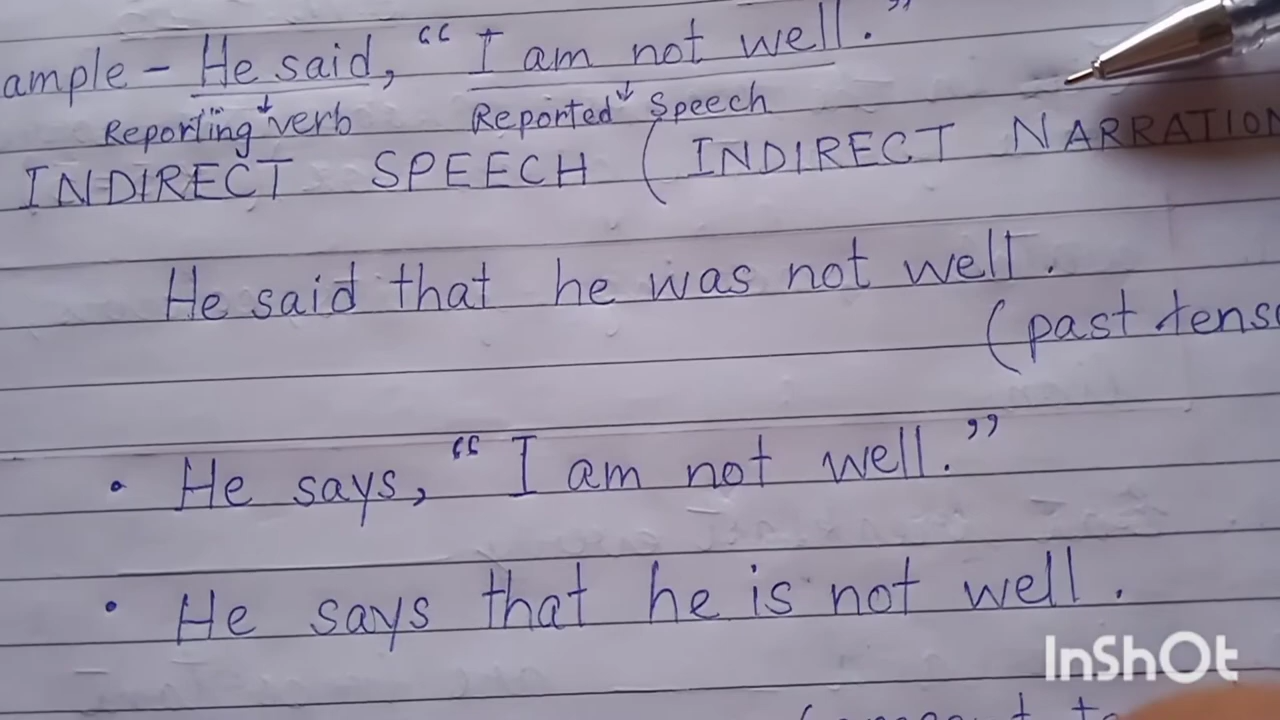 ample - He said, “ I am not well. ”
Reporting verb Reported Speech
INDIRECT SPEECH ( INDIRECT NARRATION
He said that he was not well.
(past tens
• He says, “ I am not well. ”
• He says that he is not well.
InShOt